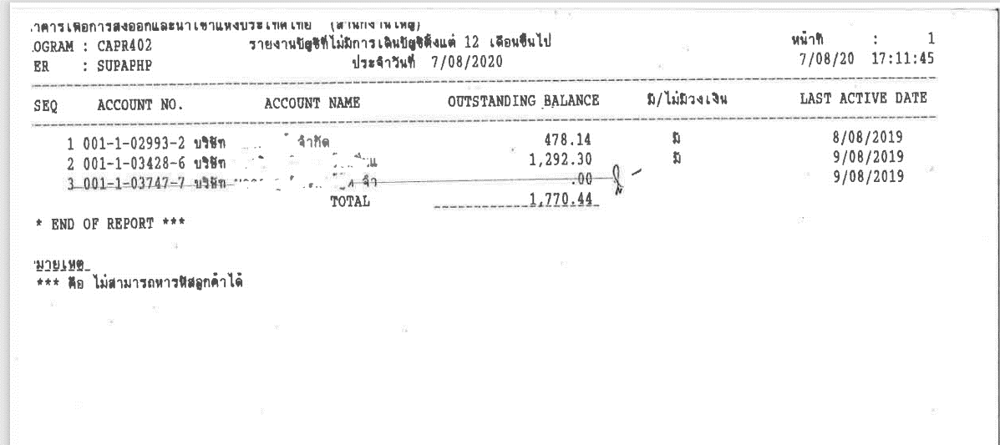 าคารเพื่อการส่งออกและนำเข้าแห่งประเทศไทย (สำนักงานใหญ่)
OGRAM : CAPR402 รายงานบัญชีที่ไม่มีการเดินบัญชีตั้งแต่ 12 เดือนขึ้นไป หน้าที่ : 1
ER : SUPAPHP ประจำวันที่ 7/08/2020 7/08/20 17:11:45
SEQ ACCOUNT NO. ACCOUNT NAME OUTSTANDING BALANCE มี/ไม่มีวงเงิน LAST ACTIVE DATE
1 001-1-02993-2 บริษัท จำกัด 478.14 มี 8/08/2019
2 001-1-03428-6 บริษัท 1,292.30 มี 9/08/2019
3 001-1-03747-7 บริษัท จำ .00 9/08/2019
TOTAL 1,770.44
* END OF REPORT ***
มายเหตุ
*** คือ ไม่สามารถหารหัสลูกค้าได้